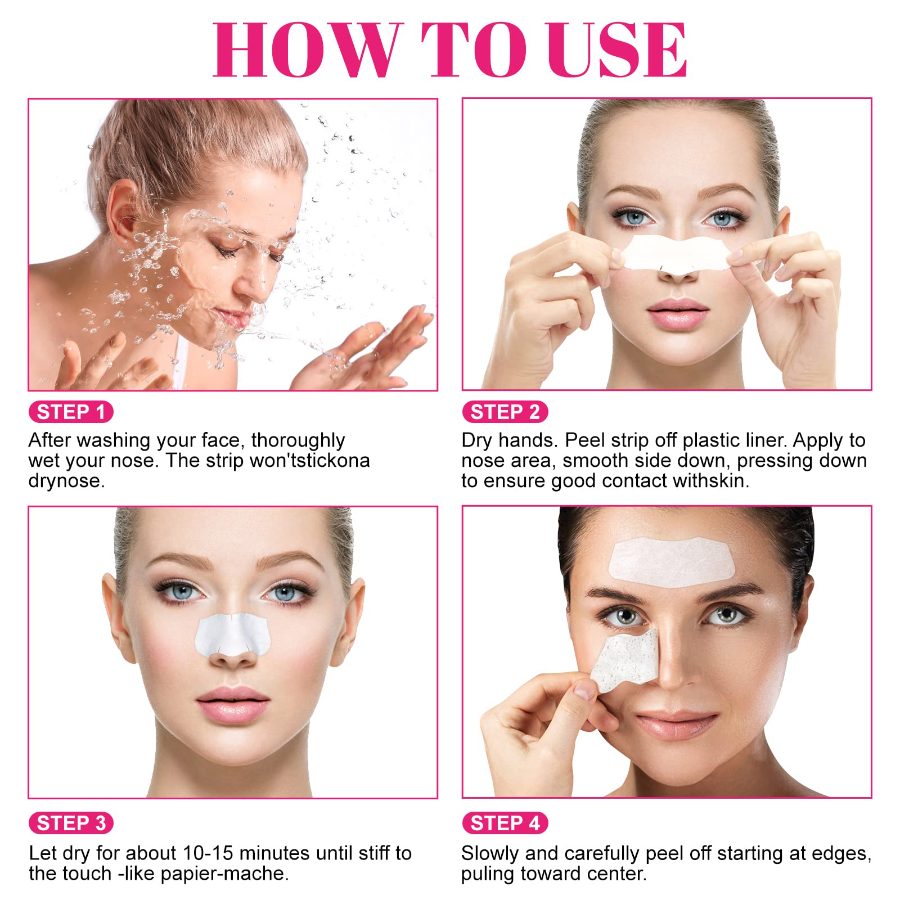 HOW TO USE
STEP 1
After washing your face, thoroughly
wet your nose. The strip won'tstickona
drynose.
STEP 2
Dry hands. Peel strip off plastic liner. Apply to
nose area, smooth side down, pressing down
to ensure good contact withskin.
STEP 3
Let dry for about 10-15 minutes until stiff to
the touch -like papier-mache.
STEP 4
Slowly and carefully peel off starting at edges,
puling toward center.